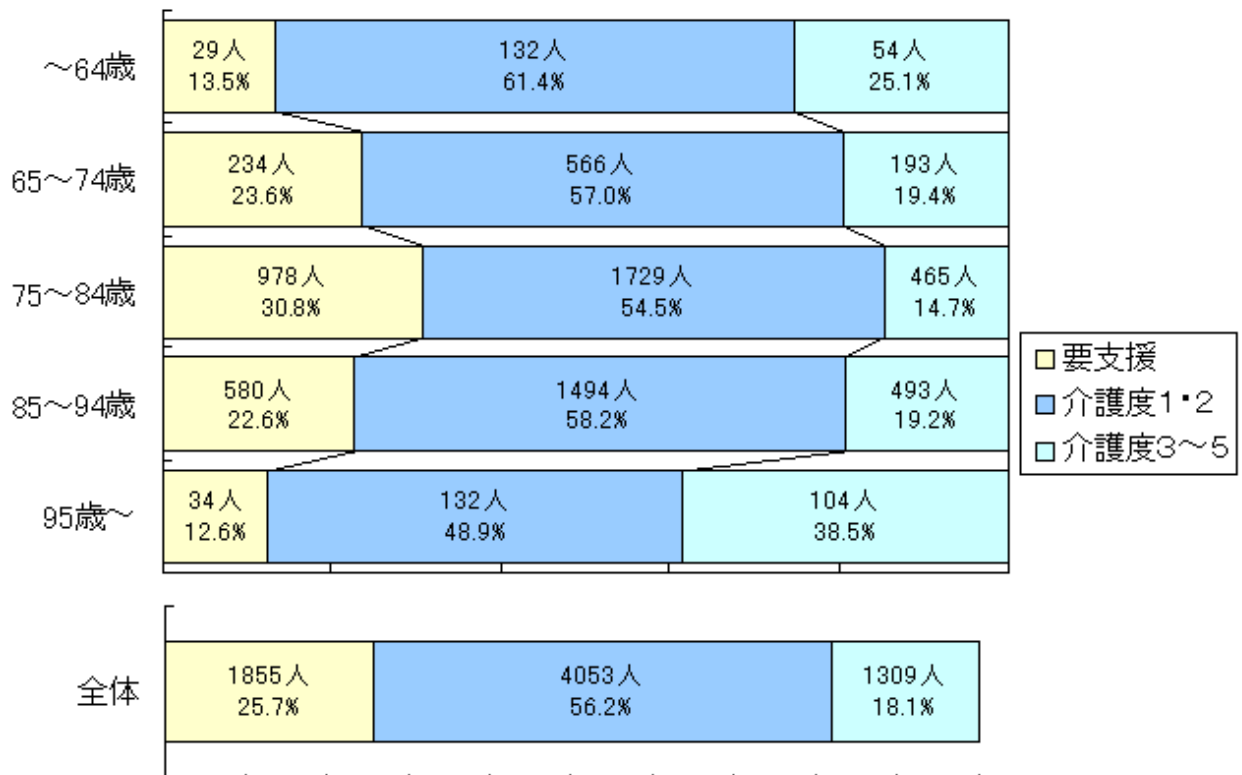 ～64歳
29人
13.5%
132人
61.4%
54人
25.1%
65～74歳
234人
23.6%
566人
57.0%
193人
19.4%
75～84歳
978人
30.8%
1729人
54.5%
465人
14.7%
85～94歳
580人
22.6%
1494人
58.2%
493人
19.2%
95歳～
34人
12.6%
132人
48.9%
104人
38.5%
要支援
介護度1・2
介護度3～5
全体
1855人
25.7%
4053人
56.2%
1309人
18.1%